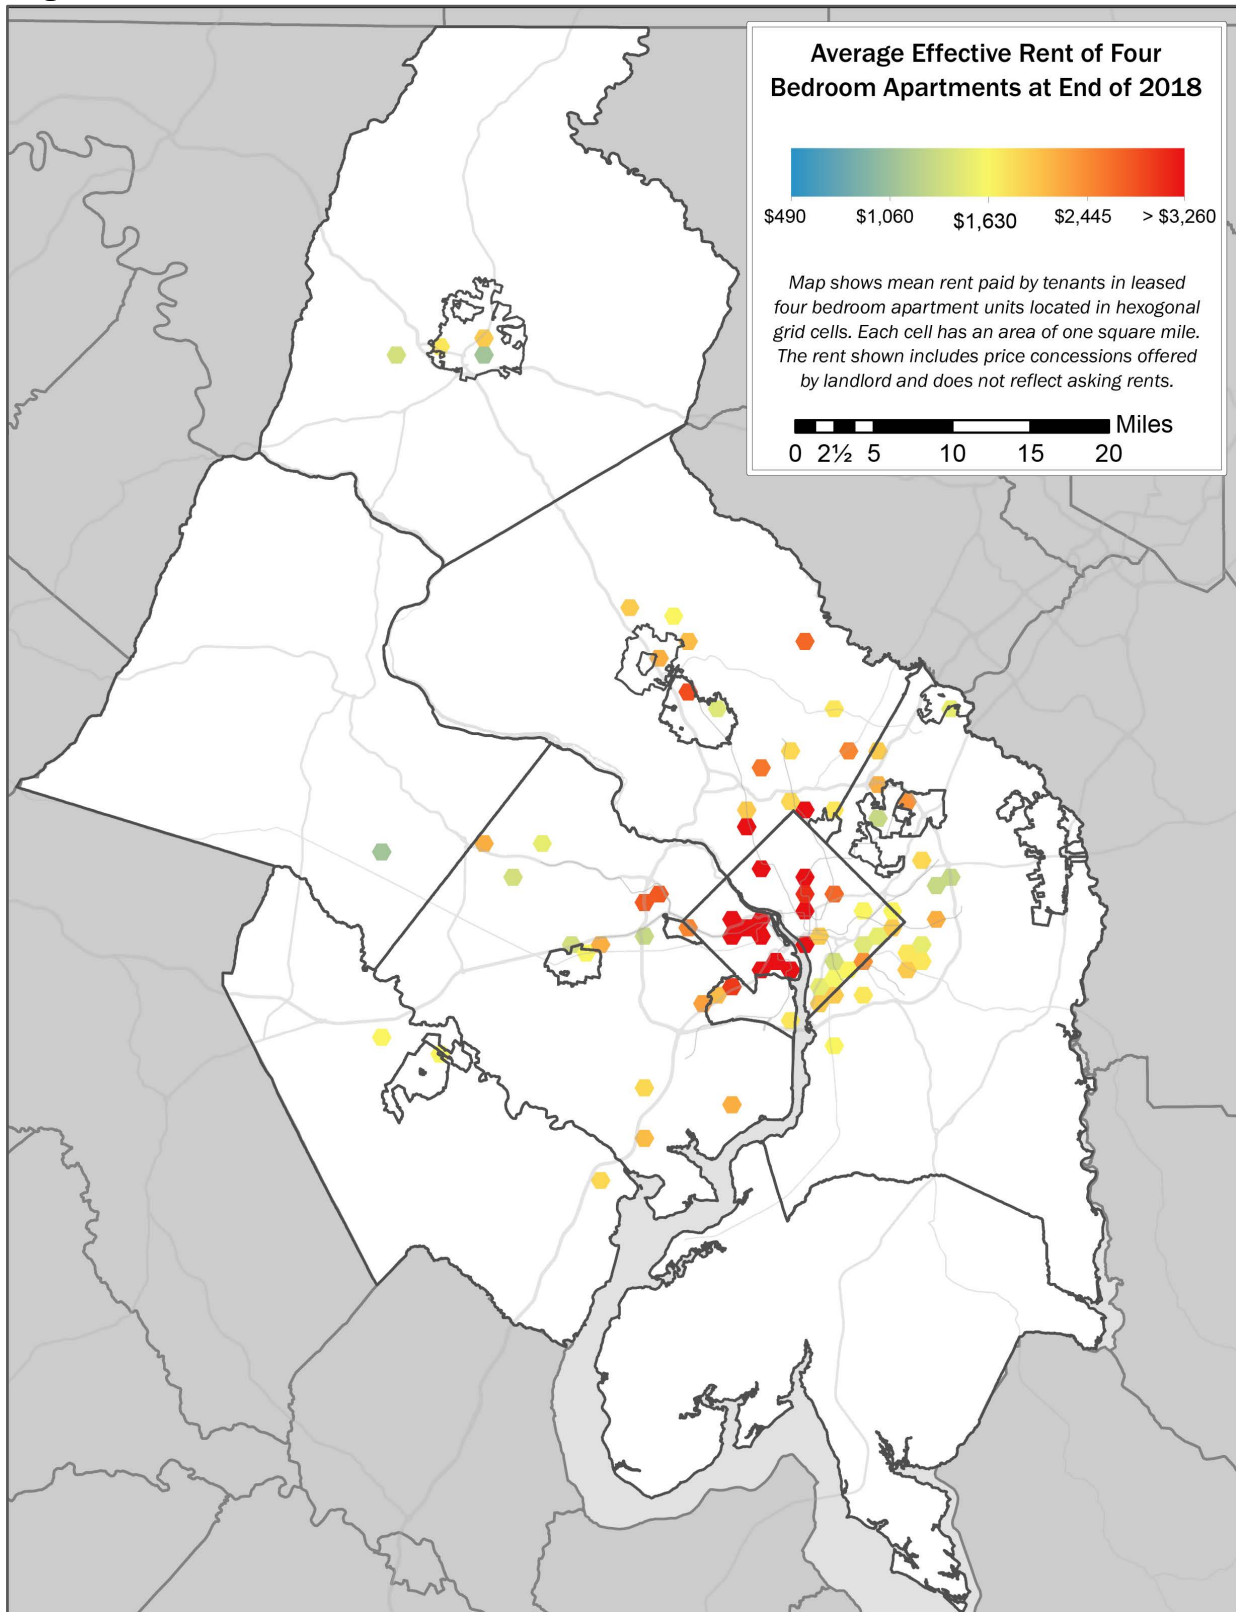 Average Effective Rent of Four
Bedroom Apartments at End of 2018
$490 $1,060 $1,630 $2,445 > $3,260
Map shows mean rent paid by tenants in leased
four bedroom apartment units located in hexogonal
grid cells. Each cell has an area of one square mile.
The rent shown includes price concessions offered
by landlord and does not reflect asking rents.
Miles
0 2½ 5 10 15 20